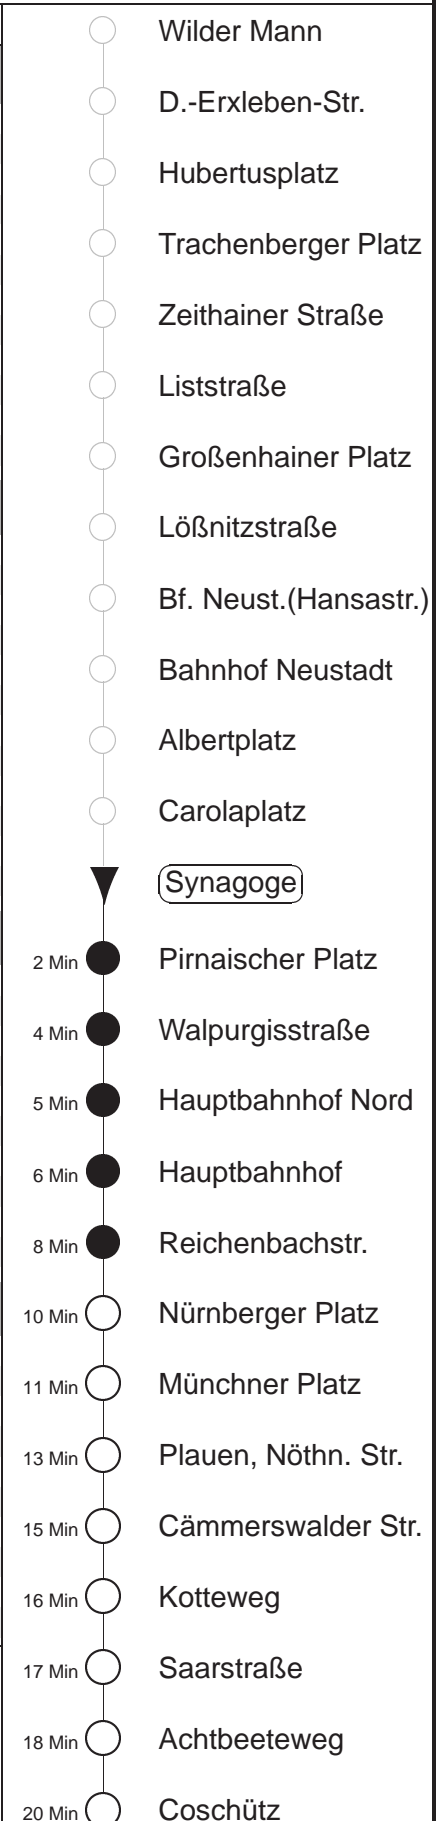 Wilder Mann
D.-Erxleben-Str.
Hubertusplatz
Trachenberger Platz
Zeithainer Straße
Liststraße
Großenhainer Platz
Lößnitzstraße
Bf. Neust.(Hansastr.)
Bahnhof Neustadt
Albertplatz
Carolaplatz
Synagoge
2 Min Pirnaischer Platz
4 Min Walpurgisstraße
5 Min Hauptbahnhof Nord
6 Min Hauptbahnhof
8 Min Reichenbachstr.
10 Min Nürnberger Platz
11 Min Münchner Platz
13 Min Plauen, Nöthn. Str.
15 Min Cämmerswalder Str.
16 Min Kotteweg
17 Min Saarstraße
18 Min Achtbeeteweg
20 Min Coschütz